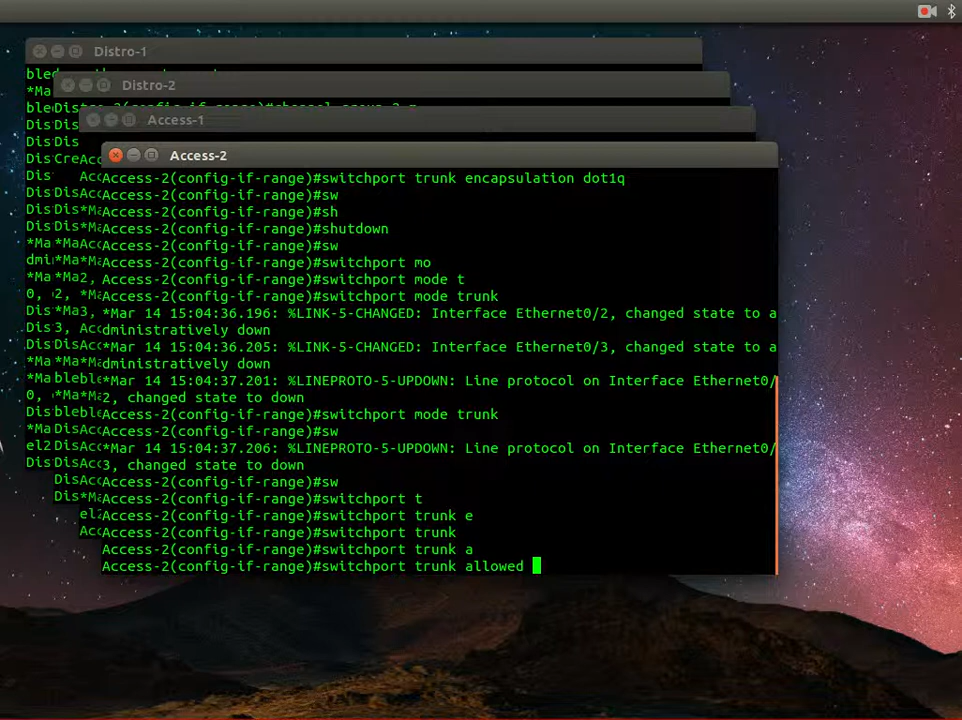 Distro-1
Distro-2
Access-1
Access-2
Access-2(config-if-range)#switchport trunk encapsulation dot1q
Access-2(config-if-range)#sw
Access-2(config-if-range)#sh
Access-2(config-if-range)#shutdown
Access-2(config-if-range)#sw
Access-2(config-if-range)#switchport mo
Access-2(config-if-range)#switchport mode t
Access-2(config-if-range)#switchport mode trunk
*Mar 14 15:04:36.196: %LINK-5-CHANGED: Interface Ethernet0/2, changed state to a
dministratively down
*Mar 14 15:04:36.205: %LINK-5-CHANGED: Interface Ethernet0/3, changed state to a
dministratively down
*Mar 14 15:04:37.201: %LINEPROTO-5-UPDOWN: Line protocol on Interface Ethernet0/
2, changed state to down
Access-2(config-if-range)#switchport mode trunk
Access-2(config-if-range)#sw
*Mar 14 15:04:37.206: %LINEPROTO-5-UPDOWN: Line protocol on Interface Ethernet0/
3, changed state to down
Access-2(config-if-range)#sw
Access-2(config-if-range)#switchport t
Access-2(config-if-range)#switchport trunk e
Access-2(config-if-range)#switchport trunk
Access-2(config-if-range)#switchport trunk a
Access-2(config-if-range)#switchport trunk allowed